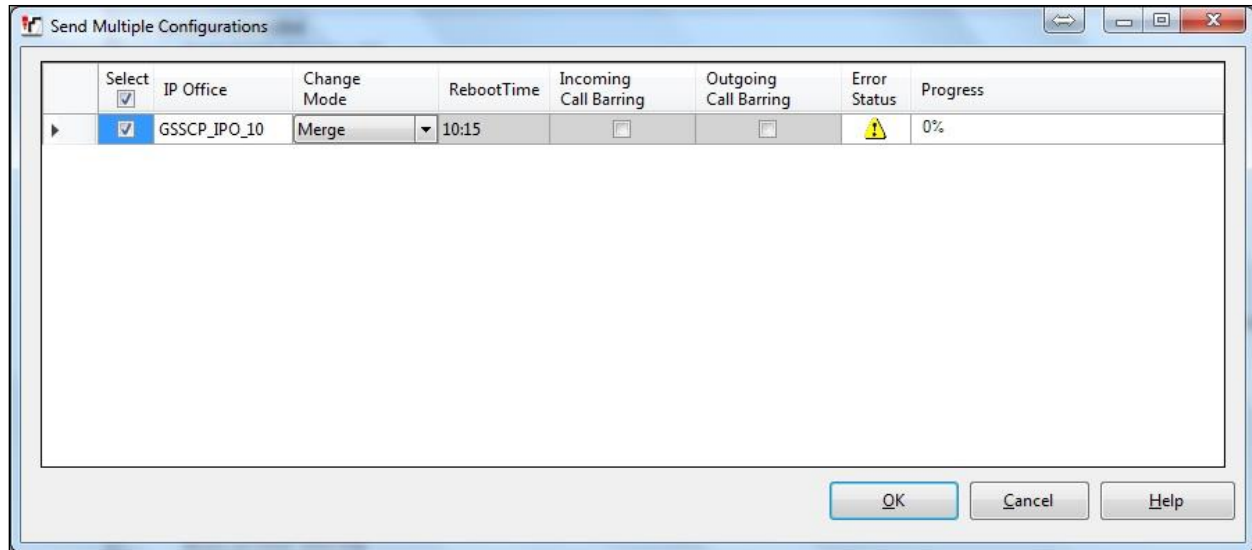 Send Multiple Configurations
Select IP Office Change Mode RebootTime Incoming Call Barring Outgoing Call Barring Error Status Progress
GSSCP_IPO_10 Merge 10:15 0%
OK Cancel Help